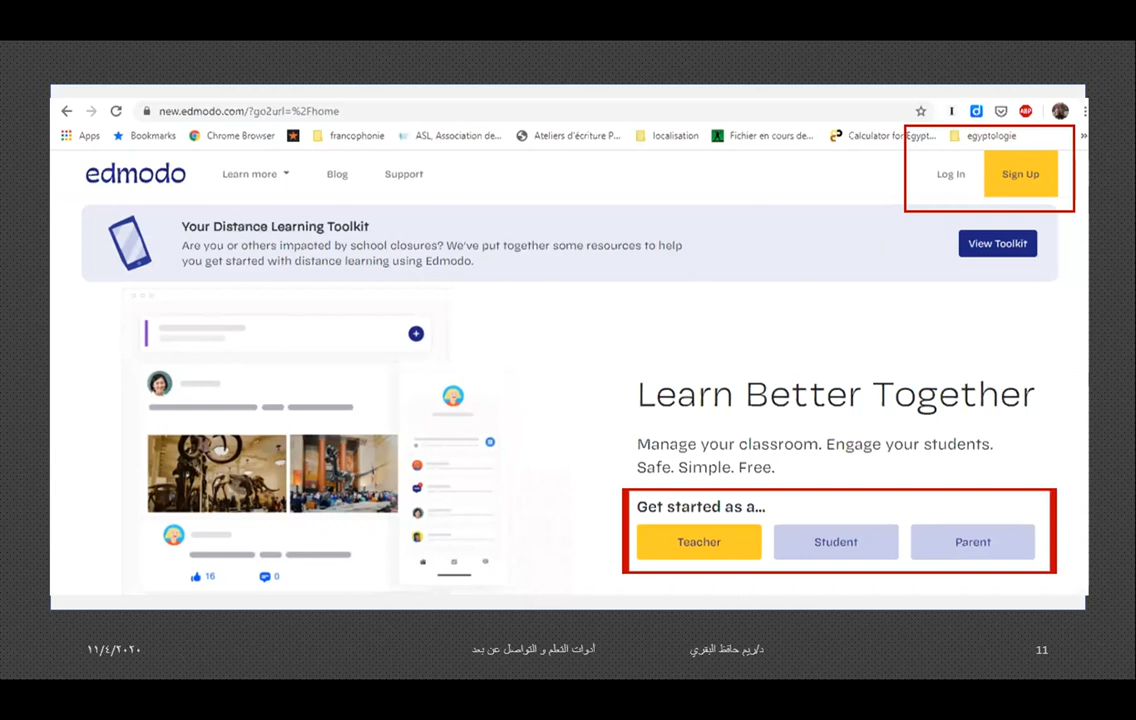 new.edmodo.com/?go2url=%2Fhome
ABP
Apps Bookmarks Chrome Browser francophonie ASL, Association de... Ateliers d'écriture P... localisation Fichier en cours de... Calculator for Egypt... egyptologie »
edmodo Learn more Blog Support Log In Sign Up
Your Distance Learning Toolkit
Are you or others impacted by school closures? We've put together some resources to help
you get started with distance learning using Edmodo.
View Toolkit
Learn Better Together
Manage your classroom. Engage your students.
Safe. Simple. Free.
Get started as a...
Teacher Student Parent
16 0
١١/٤/٢٠٢٠ أدوات التعلم و التواصل عن بعد د/ريم حافظ البقري 11